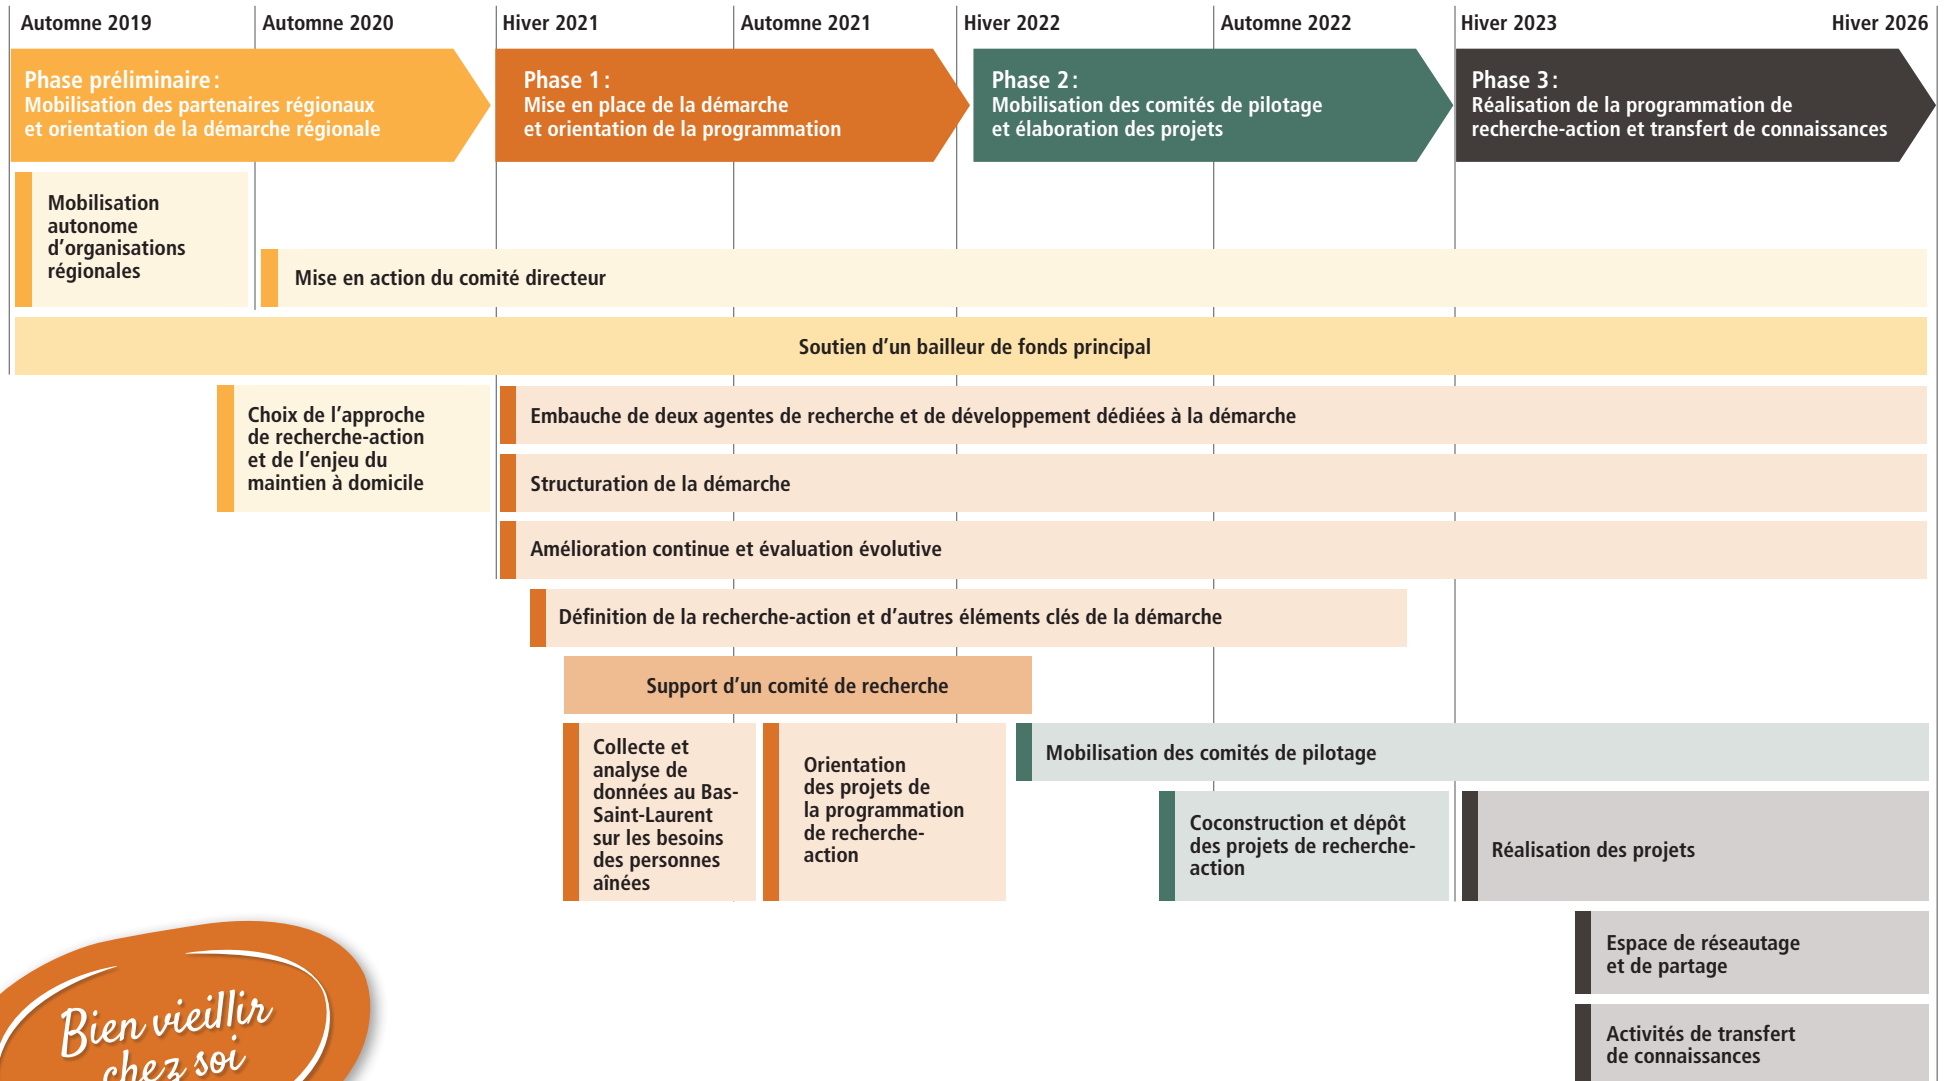 Automne 2019
Automne 2020
Hiver 2021
Automne 2021
Hiver 2022
Automne 2022
Hiver 2023
Hiver 2026
Phase préliminaire :
Mobilisation des partenaires régionaux
et orientation de la démarche régionale
Phase 1 :
Mise en place de la démarche
et orientation de la programmation
Phase 2 :
Mobilisation des comités de pilotage
et élaboration des projets
Phase 3 :
Réalisation de la programmation de
recherche-action et transfert de connaissances
Mobilisation
autonome
d’organisations
régionales
Mise en action du comité directeur
Soutien d’un bailleur de fonds principal
Choix de l’approche
de recherche-action
et de l’enjeu du
maintien à domicile
Embauche de deux agentes de recherche et de développement dédiées à la démarche
Structuration de la démarche
Amélioration continue et évaluation évolutive
Définition de la recherche-action et d’autres éléments clés de la démarche
Support d’un comité de recherche
Collecte et
analyse de
données au Bas-
Saint-Laurent
sur les besoins
des personnes
aînées
Orientation
des projets de
la programmation
de recherche-
action
Mobilisation des comités de pilotage
Coconstruction et dépôt
des projets de recherche-
action
Réalisation des projets
Espace de réseautage
et de partage
Activités de transfert
de connaissances
Bien vieillir
chez soi